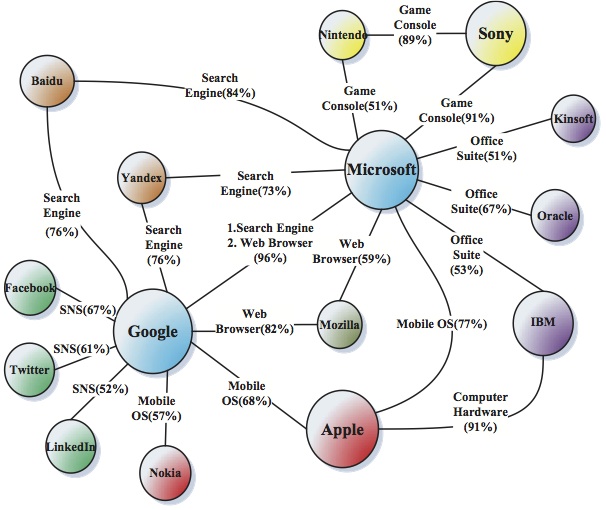 Game
Console
(89%)
Nintendo
Sony
Baidu
Search
Engine(84%)
Game
Console(51%)
Game
Console(91%)
Kinsoft
Office
Suite(51%)
Microsoft
Yandex
Search
Engine(73%)
Office
Suite(67%)
Oracle
Search
Engine
(76%)
Search
Engine
(76%)
1.Search Engine
2. Web Browser
(96%)
Web
Browser(59%)
Office
Suite
(53%)
Facebook
SNS(67%)
Google
Web
Browser(82%)
Mozilla
Mobile OS(77%)
IBM
SNS(61%)
Twitter
SNS(52%)
Mobile
OS(57%)
Mobile
OS(68%)
Computer
Hardware
(91%)
Apple
LinkedIn
Nokia